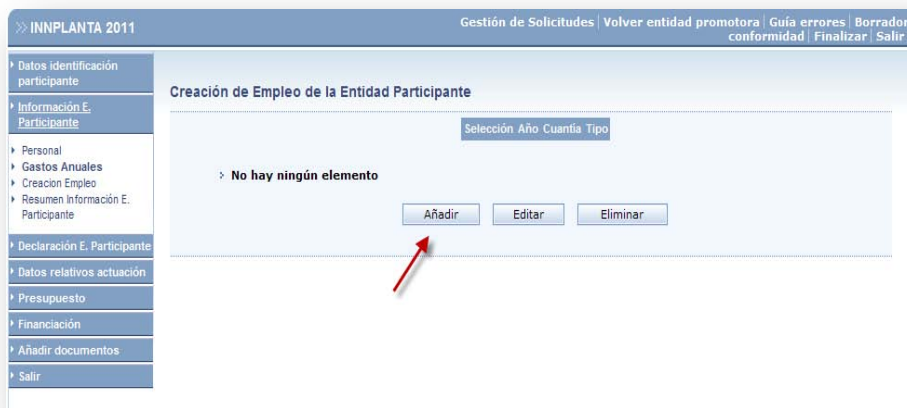 INNPLANTA 2011
Gestión de Solicitudes | Volver entidad promotora | Guía errores | Borrador
conformidad | Finalizar | Salir
Datos identificación
participante
Información E.
Participante
Personal
Gastos Anuales
Creacion Empleo
Resumen Información E.
Participante
Declaración E. Participante
Datos relativos actuación
Presupuesto
Financiación
Añadir documentos
Salir
Creación de Empleo de la Entidad Participante
Selección Año Cuantía Tipo
No hay ningún elemento
Añadir Editar Eliminar